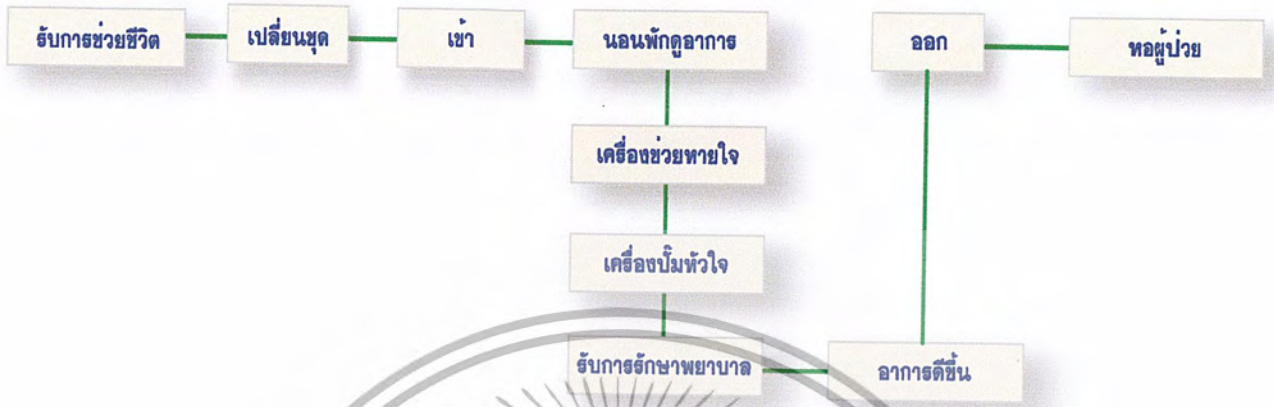 รับการช่วยชีวิต
เปลี่ยนชุด
เข้า
นอนพักดูอาการ
ออก
หอผู้ป่วย
เครื่องช่วยหายใจ
เครื่องปั๊มหัวใจ
รับการรักษาพยาบาล
อาการดีขึ้น